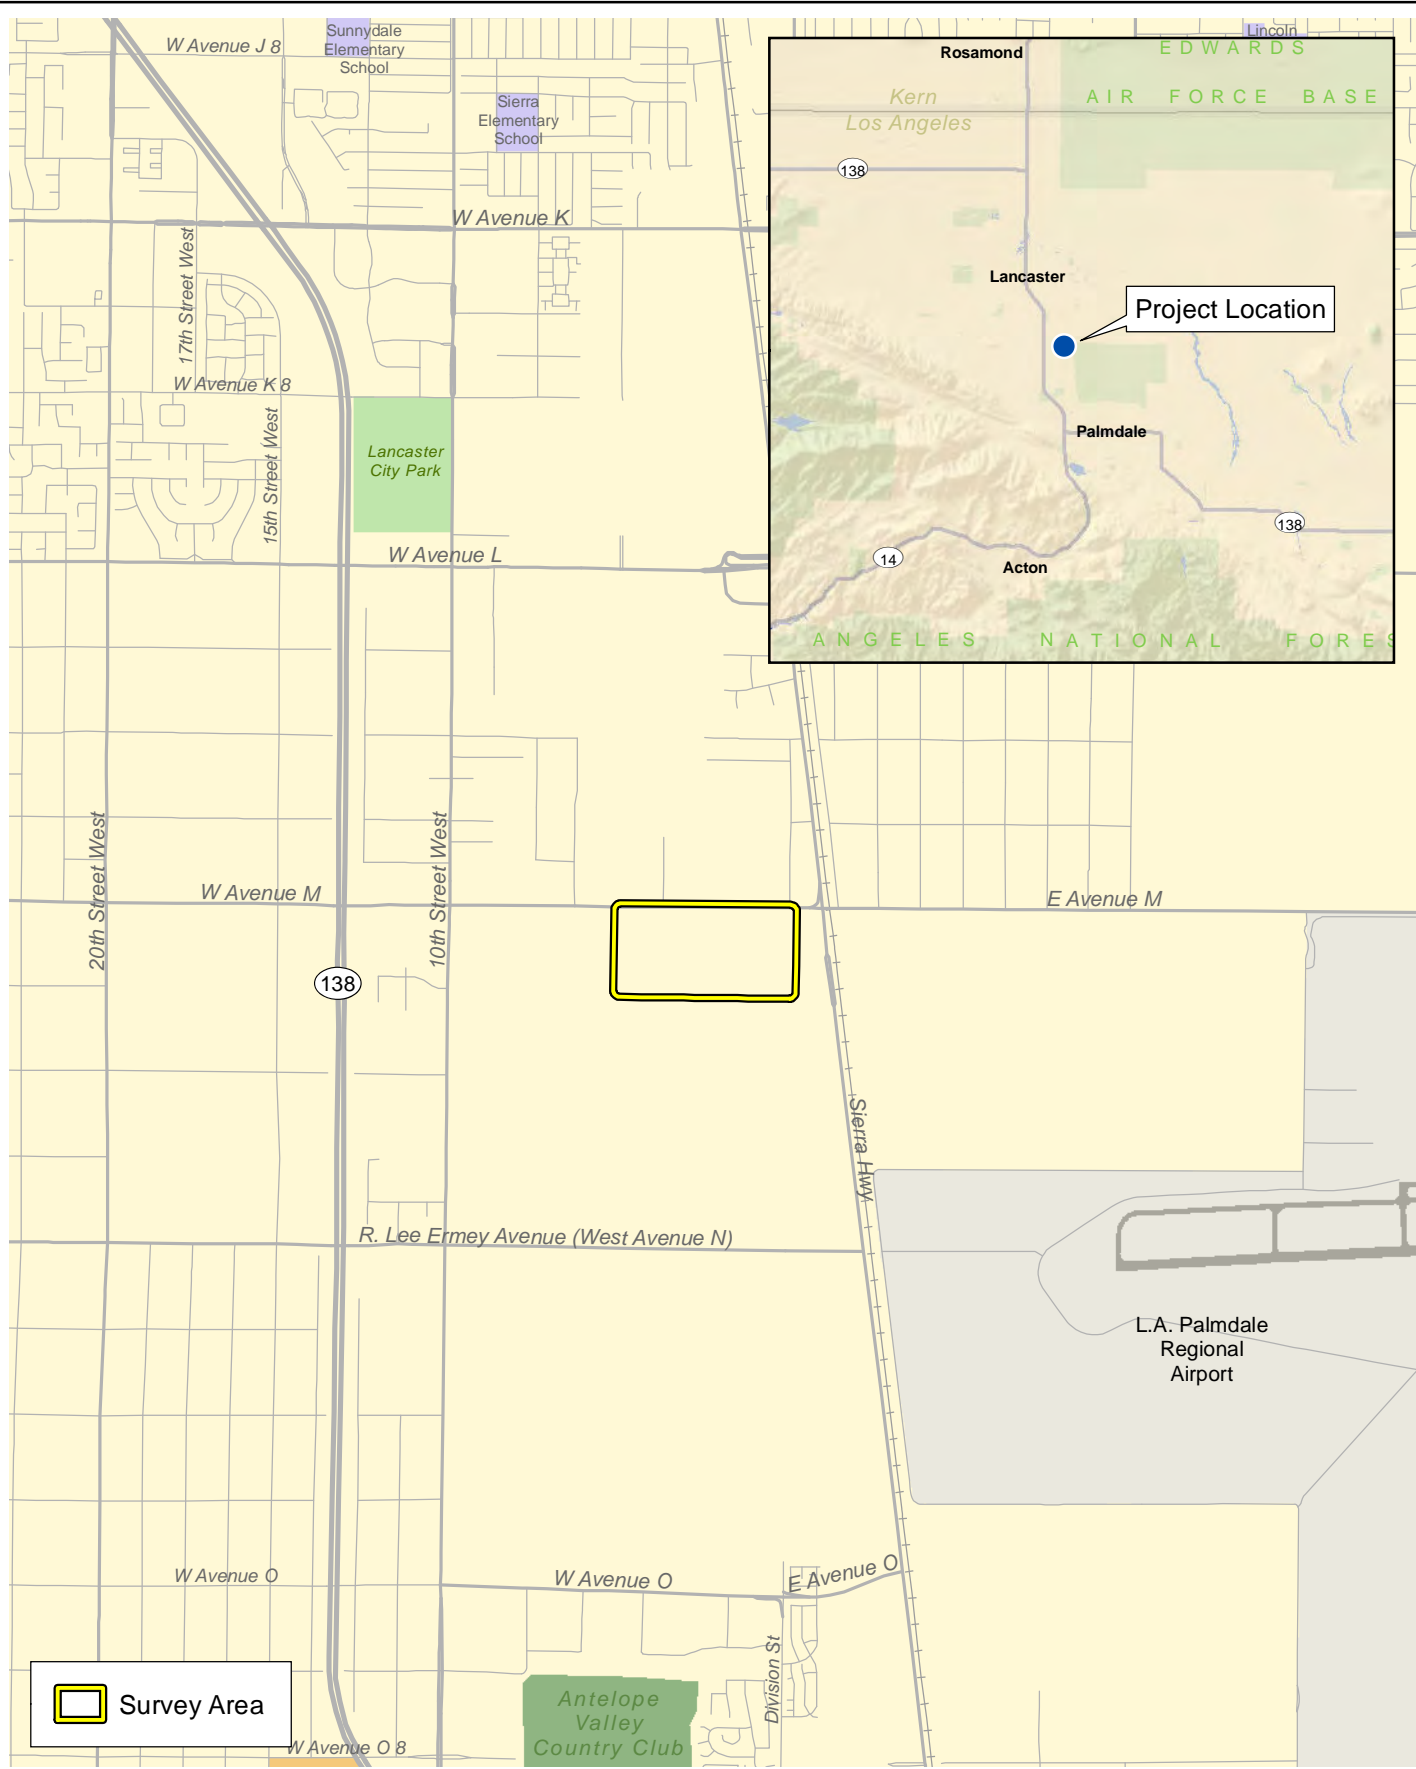 Sunnydale
Elementary
School
W Avenue J 8
Lincoln
Sierra
Elementary
School
Rosamond
EDWARDS
AIR FORCE BASE
Kern
Los Angeles
138
Lancaster
Project Location
Palmdale
138
14
Acton
ANGELES NATIONAL FORES
W Avenue K
17th Street West
W Avenue K 8
15th Street West
Lancaster
City Park
W Avenue L
20th Street West
10th Street West
W Avenue M
E Avenue M
138
Sierra Hwy
R. Lee Ermey Avenue (West Avenue N)
L.A. Palmdale
Regional
Airport
W Avenue O
W Avenue O
E Avenue O
Division St
Antelope
Valley
Country Club
Survey Area
W Avenue O 8